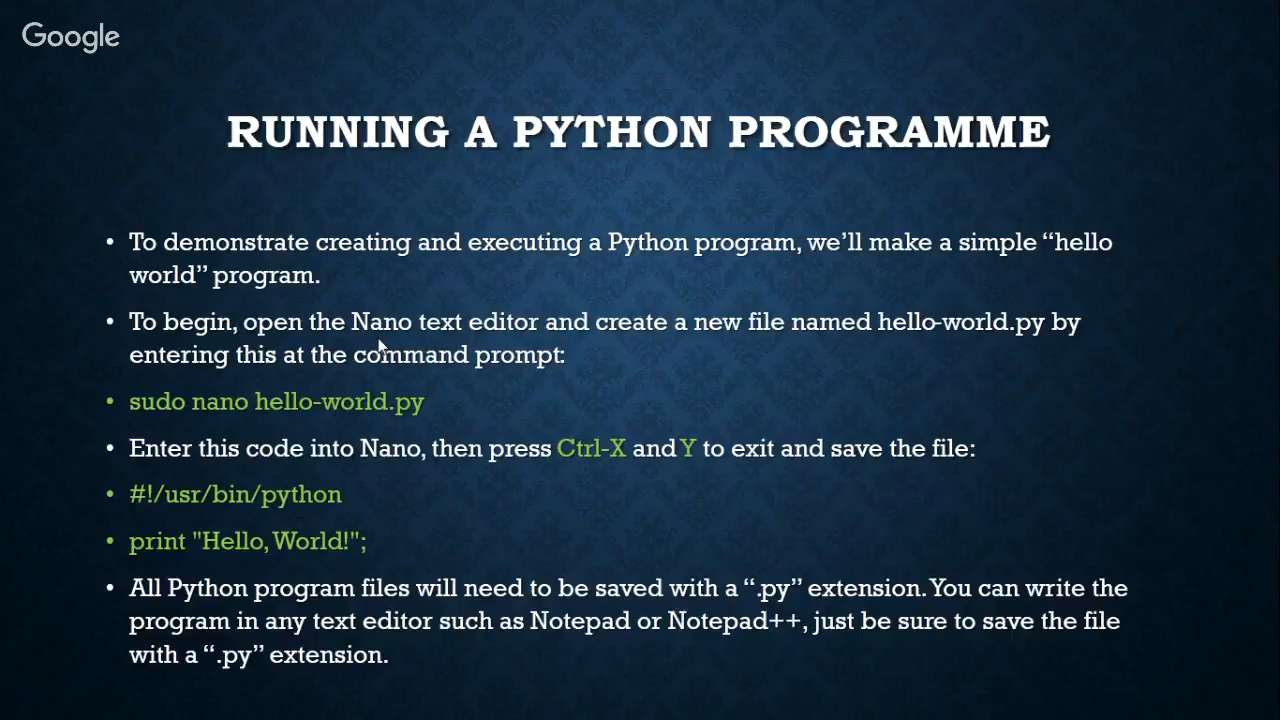 Google
RUNNING A PYTHON PROGRAMME
• To demonstrate creating and executing a Python program, we’ll make a simple “hello
world” program.
• To begin, open the Nano text editor and create a new file named hello-world.py by
entering this at the command prompt:
• sudo nano hello-world.py
• Enter this code into Nano, then press Ctrl-X and Y to exit and save the file:
• #!/usr/bin/python
• print "Hello, World!";
• All Python program files will need to be saved with a “.py” extension. You can write the
program in any text editor such as Notepad or Notepad++, just be sure to save the file
with a “.py” extension.